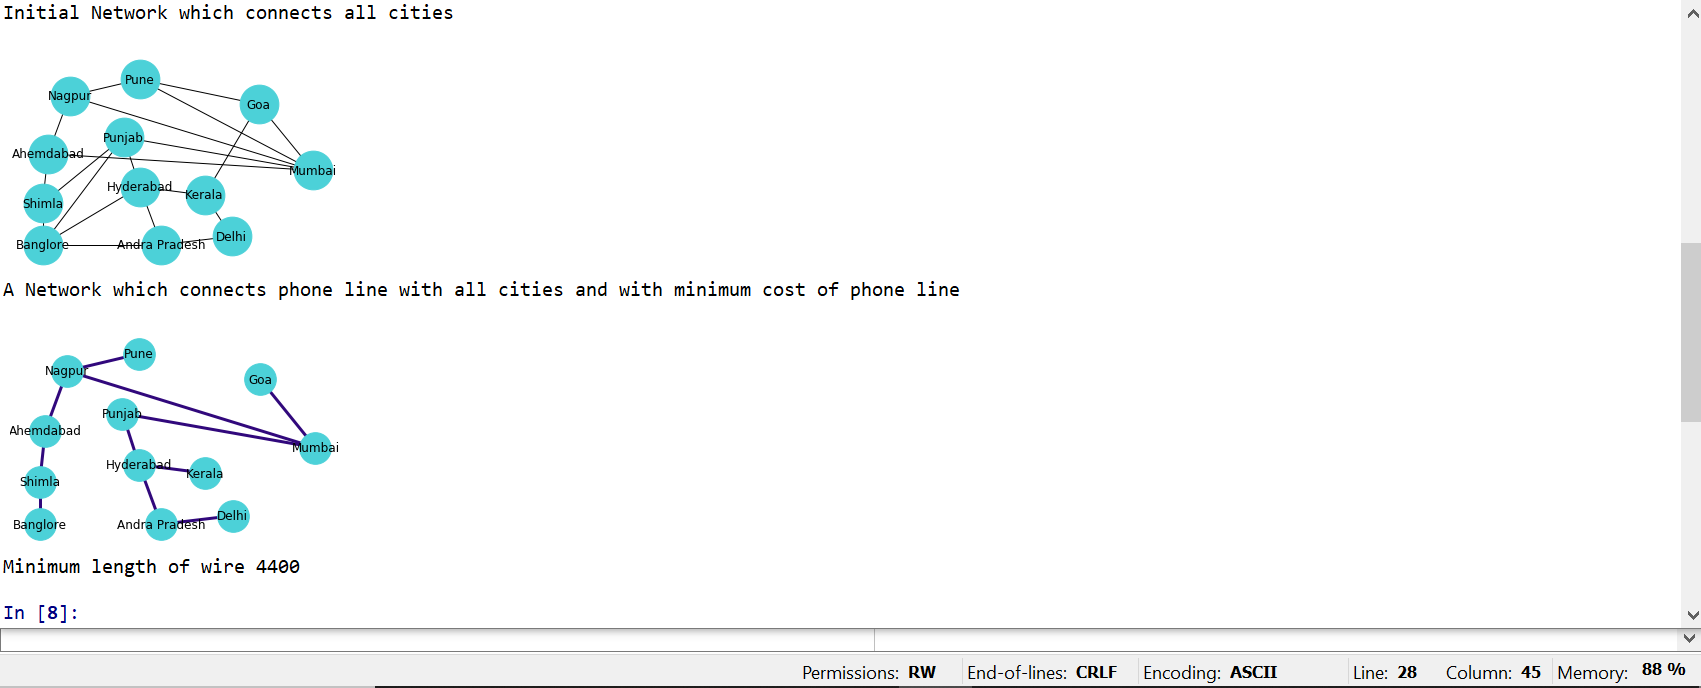 Initial Network which connects all cities
Pune
Nagpur
Goa
Punjab
Ahemdabad
Mumbai
Hyderabad
Kerala
Shimla
Delhi
Banglore
Andra Pradesh
A Network which connects phone line with all cities and with minimum cost of phone line
Pune
Nagpur
Goa
Punjab
Ahemdabad
Mumbai
Hyderabad
Kerala
Shimla
Delhi
Banglore
Andra Pradesh
Minimum length of wire 4400
In [8]:
Permissions: RW End-of-lines: CRLF Encoding: ASCII Line: 28 Column: 45 Memory: 88 %